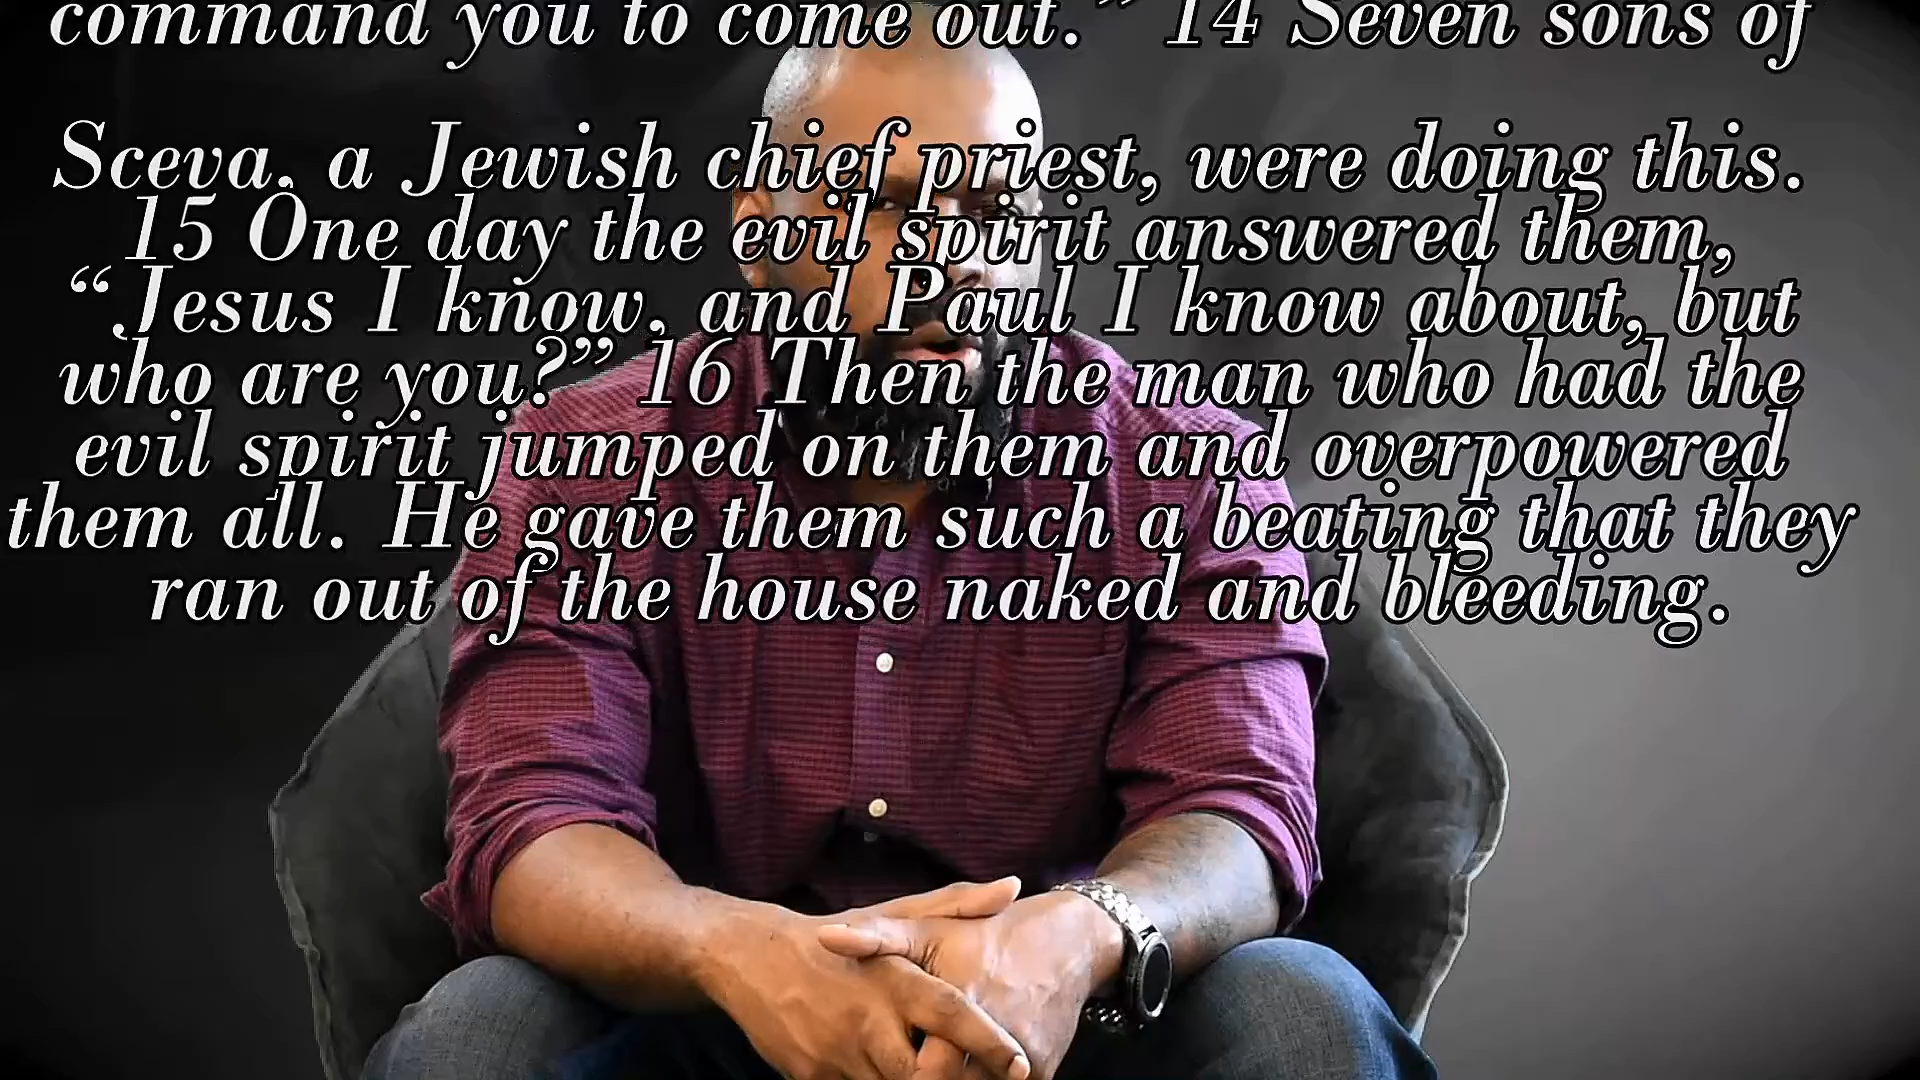 command you to come out.” 14 Seven sons of
Sceva, a Jewish chief priest, were doing this.
15 One day the evil spirit answered them,
“Jesus I know, and Paul I know about, but
who are you?” 16 Then the man who had the
evil spirit jumped on them and overpowered
them all. He gave them such a beating that they
ran out of the house naked and bleeding.